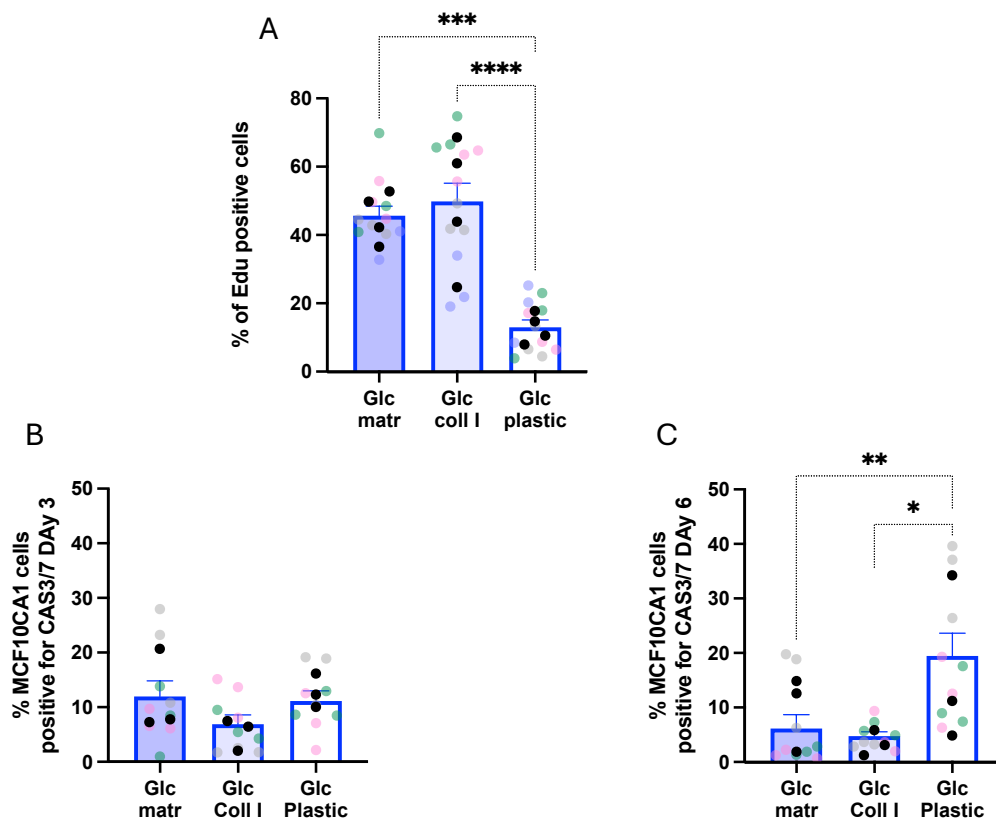 A
***
****
% of Edu positive cells
80
60
40
20
0
Glc
matr
Glc
coll I
Glc
plastic
B
% MCF10CA1 cells
positive for CAS3/7 DAy 3
50
40
30
20
10
0
Glc
matr
Glc
Coll I
Glc
Plastic
C
**
*
% MCF10CA1 cells
positive for CAS3/7 DAy 6
50
40
30
20
10
0
Glc
matr
Glc
Coll I
Glc
Plastic